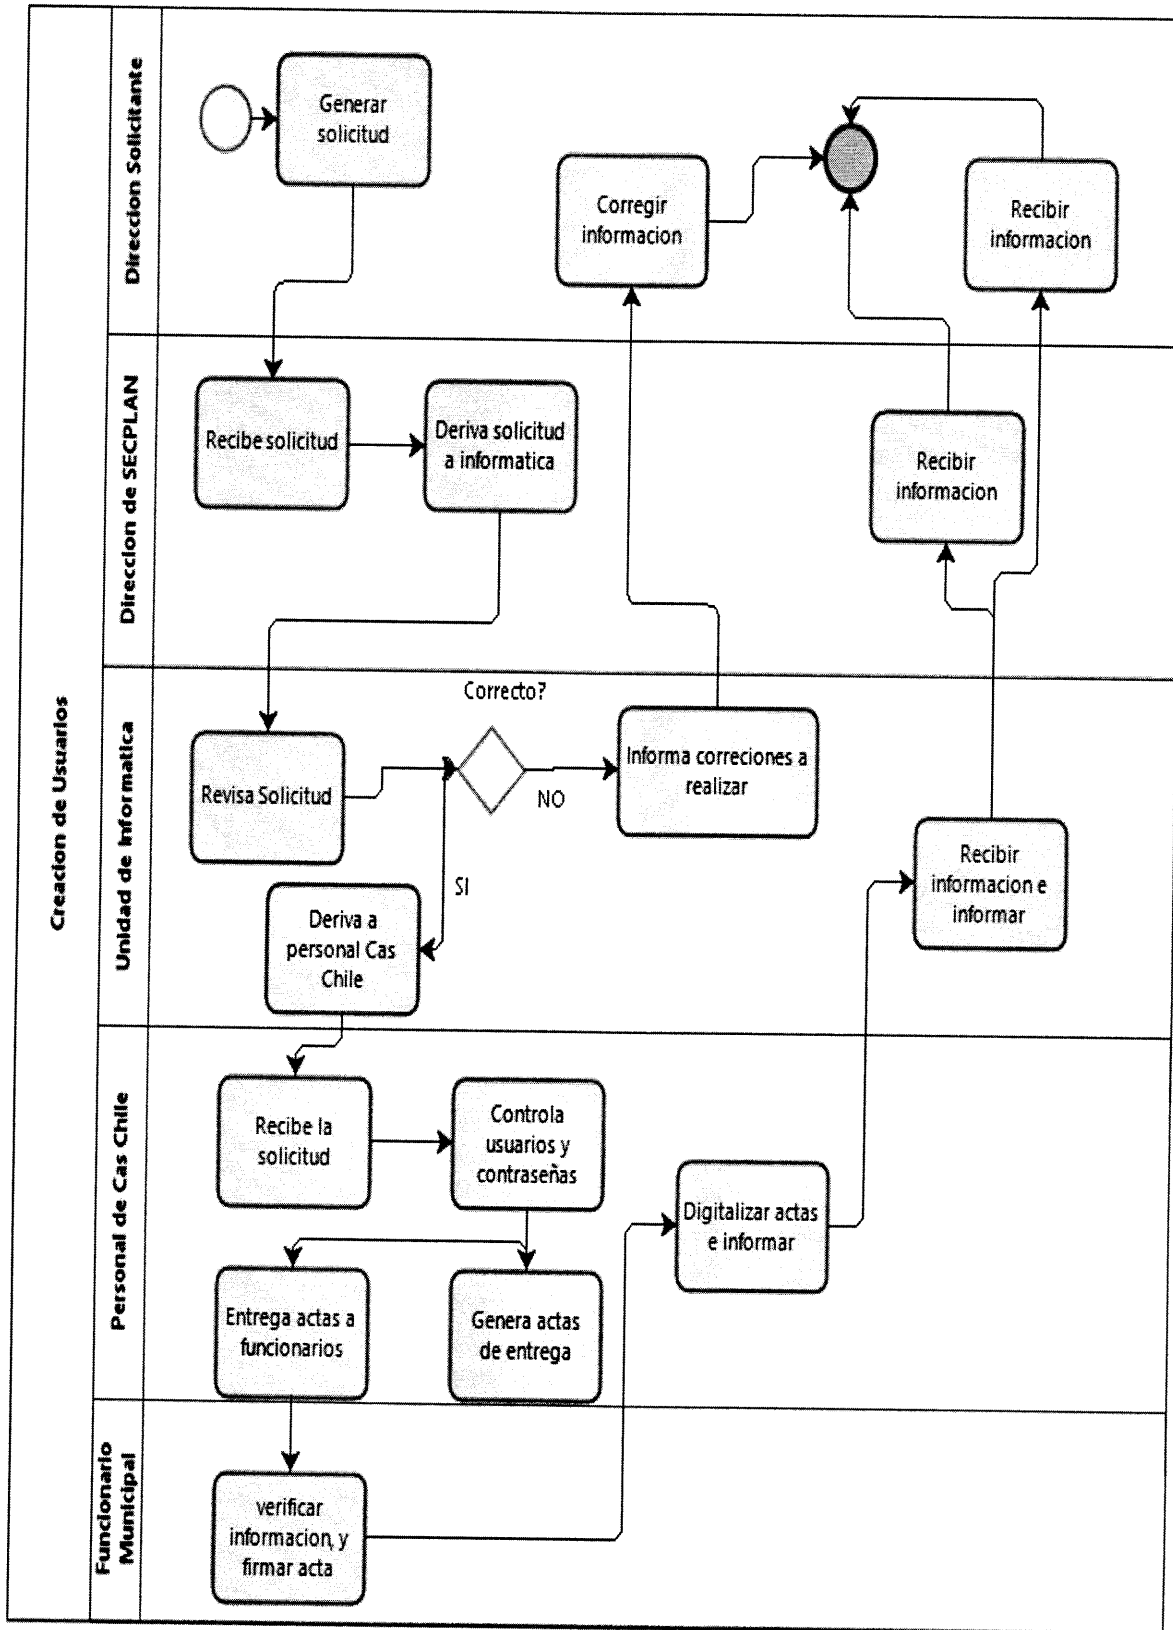 Creacion de Usuarios
Direccion Solicitante
Generar
solicitud
Corregir
informacion
Recibir
informacion
Direccion de SECPLAN
Recibe solicitud
Deriva solicitud
a informatica
Recibir
informacion
Unidad de Informatica
Correcto?
Revisa Solicitud
NO
Informa correciones a
realizar
SI
Deriva a
personal Cas
Chile
Recibir
informacion e
informar
Personal de Cas Chile
Recibe la
solicitud
Controla
usuarios y
contraseñas
Digitalizar actas
e informar
Entrega actas a
funcionarios
Genera actas
de entrega
Funcionario
Municipal
verificar
informacion, y
firmar acta